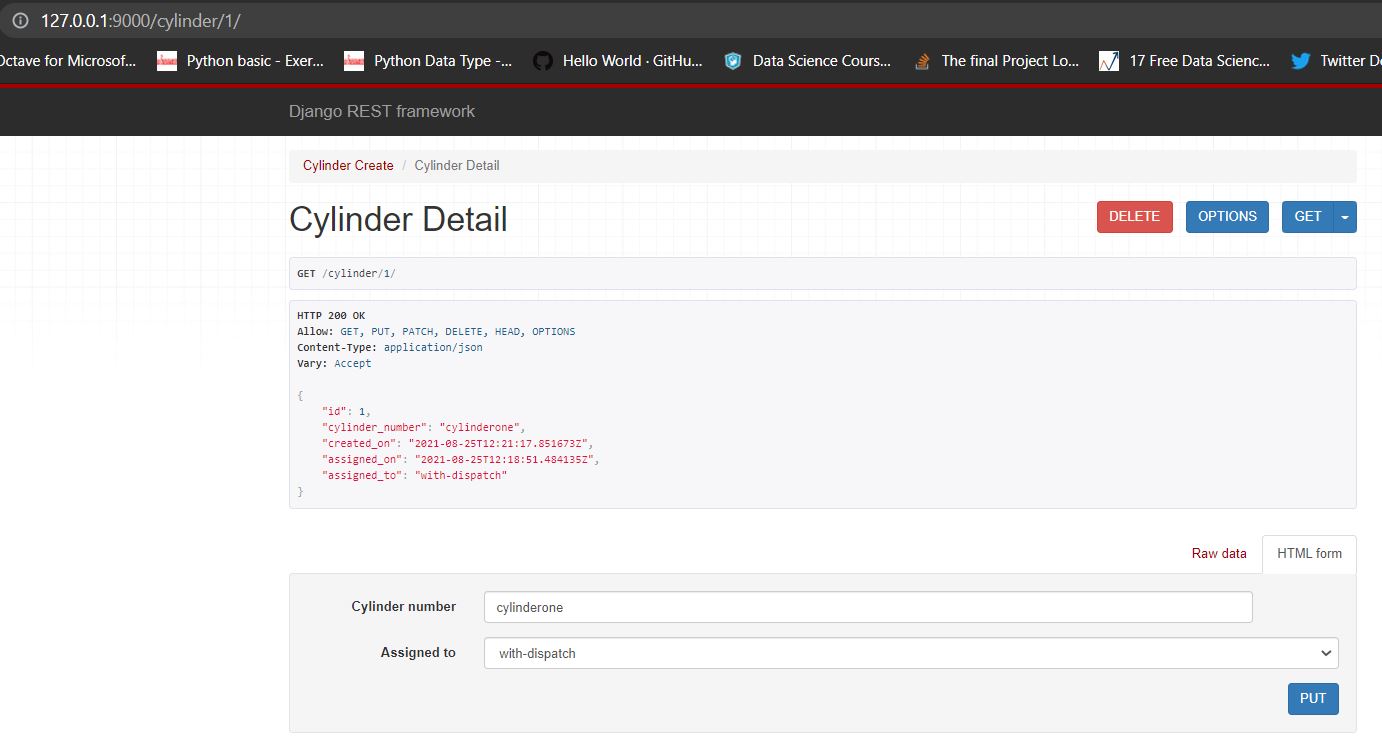 127.0.0.1:9000/cylinder/1/
Octave for Microsof... Python basic - Exer... Python Data Type -... Hello World · GitHu... Data Science Cours... The final Project Lo... 17 Free Data Scienc... Twitter De
Django REST framework
Cylinder Create / Cylinder Detail
Cylinder Detail DELETE OPTIONS GET
GET /cylinder/1/
HTTP 200 OK
Allow: GET, PUT, PATCH, DELETE, HEAD, OPTIONS
Content-Type: application/json
Vary: Accept
{
"id": 1,
"cylinder_number": "cylinderone",
"created_on": "2021-08-25T12:21:17.851673Z",
"assigned_on": "2021-08-25T12:18:51.484135Z",
"assigned_to": "with-dispatch"
}
Raw data HTML form
Cylinder number cylinderone
Assigned to with-dispatch
PUT